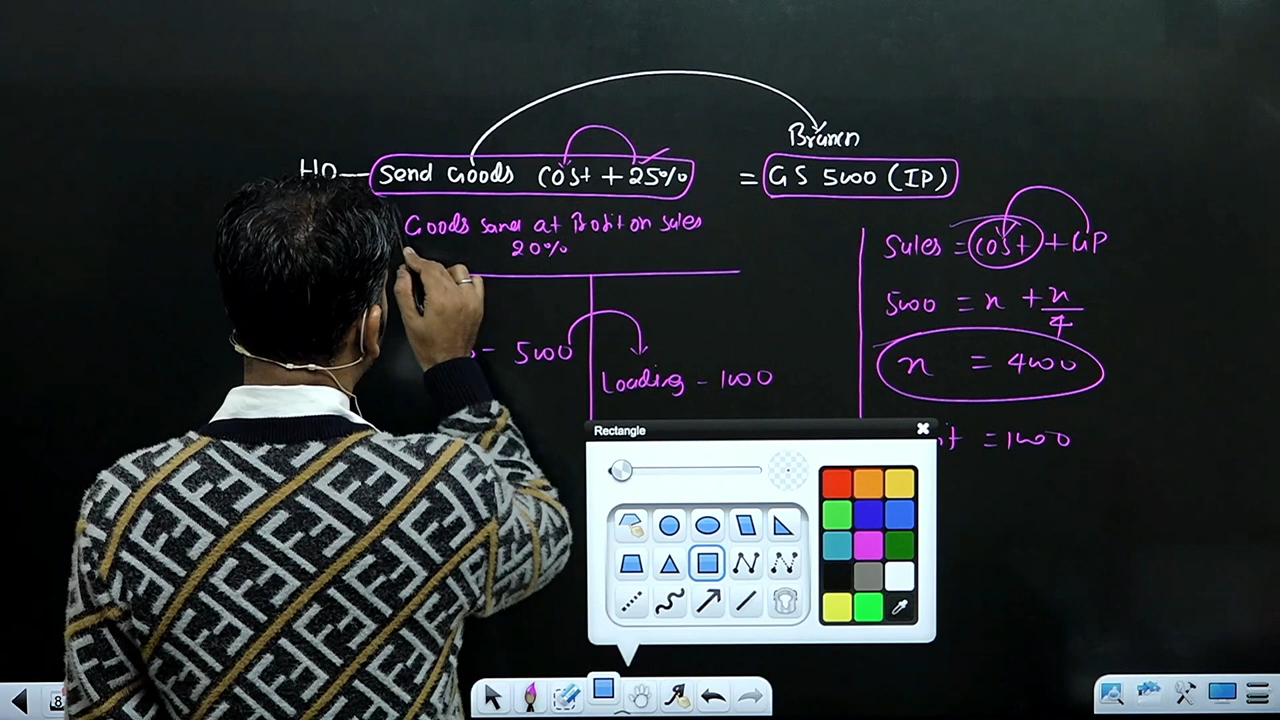 Branch
HO
Send Goods Cost + 25%
= GS 5000 (IP)
Goods send at Profit on sales
20%
Sales = Cost + GP
5000 = x + x/4
- 5000
x = 4000
Loading - 1000
= 1000
Rectangle
8